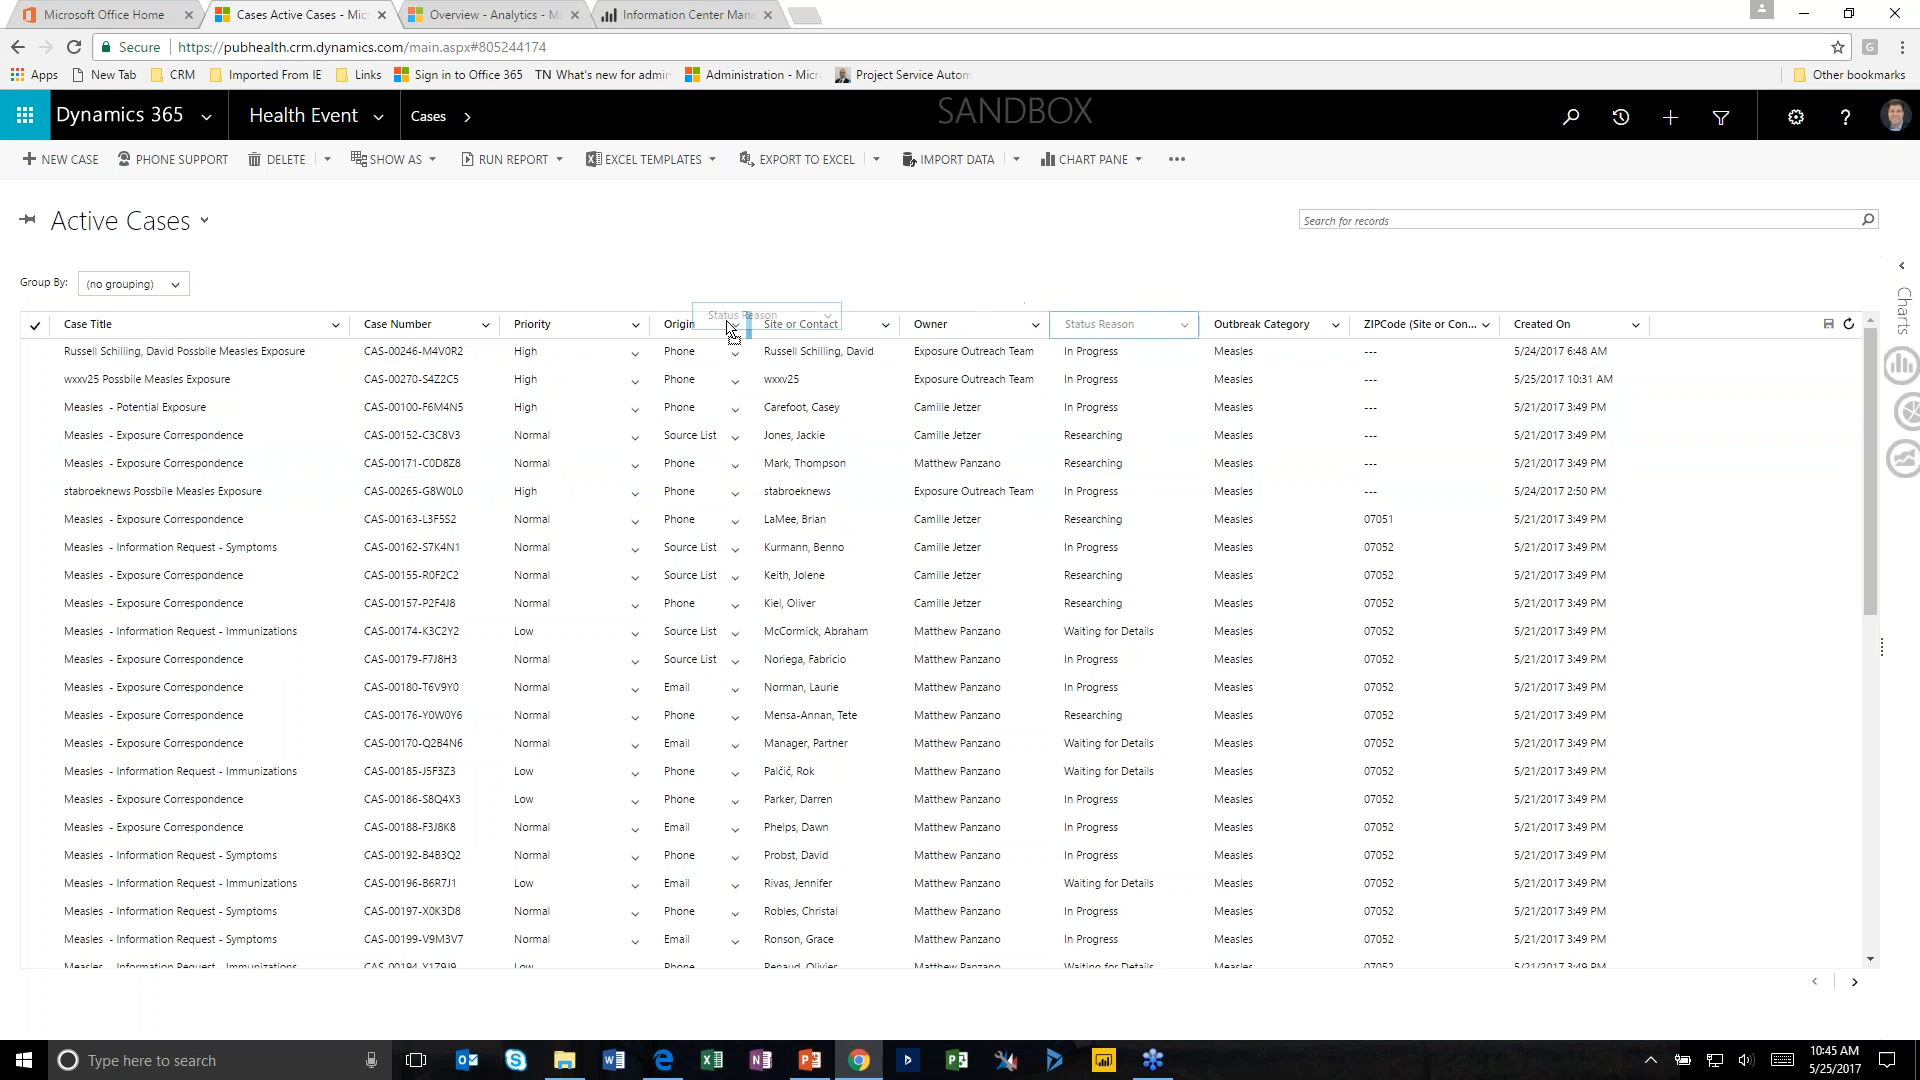 Microsoft Office Home
Cases Active Cases - Mic
Overview - Analytics - M
Information Center Man
Secure
https://pubhealth.crm.dynamics.com/main.aspx#805244174
Apps
New Tab
CRM
Imported From IE
Links
Sign in to Office 365
TN What's new for admin
Administration - Micr
Project Service Autom
Other bookmarks
Dynamics 365
Health Event
Cases
SANDBOX
NEW CASE
PHONE SUPPORT
DELETE
SHOW AS
RUN REPORT
EXCEL TEMPLATES
EXPORT TO EXCEL
IMPORT DATA
CHART PANE
Active Cases
Search for records
Group By:
(no grouping)
Charts
Status Reason
Case Title Case Number Priority Origin Site or Contact Owner Status Reason Outbreak Category ZIPCode (Site or Con... Created On
Russell Schilling, David Possbile Measles Exposure CAS-00246-M4V0R2 High Phone Russell Schilling, David Exposure Outreach Team In Progress Measles --- 5/24/2017 6:48 AM
wxxv25 Possbile Measles Exposure CAS-00270-S4Z2C5 High Phone wxxv25 Exposure Outreach Team In Progress Measles --- 5/25/2017 10:31 AM
Measles - Potential Exposure CAS-00100-F6M4N5 High Phone Carefoot, Casey Camille Jetzer In Progress Measles --- 5/21/2017 3:49 PM
Measles - Exposure Correspondence CAS-00152-C3C8V3 Normal Source List Jones, Jackie Camille Jetzer Researching Measles --- 5/21/2017 3:49 PM
Measles - Exposure Correspondence CAS-00171-C0D8Z8 Normal Phone Mark, Thompson Matthew Panzano Researching Measles --- 5/21/2017 3:49 PM
stabroeknews Possbile Measles Exposure CAS-00265-G8W0L0 High Phone stabroeknews Exposure Outreach Team In Progress Measles --- 5/24/2017 2:50 PM
Measles - Exposure Correspondence CAS-00163-L3F5S2 Normal Phone LaMee, Brian Camille Jetzer Researching Measles 07051 5/21/2017 3:49 PM
Measles - Information Request - Symptoms CAS-00162-S7K4N1 Normal Source List Kurmann, Benno Camille Jetzer In Progress Measles 07052 5/21/2017 3:49 PM
Measles - Exposure Correspondence CAS-00155-R0F2C2 Normal Source List Keith, Jolene Camille Jetzer Researching Measles 07052 5/21/2017 3:49 PM
Measles - Exposure Correspondence CAS-00157-P2F4J8 Normal Phone Kiel, Oliver Camille Jetzer Researching Measles 07052 5/21/2017 3:49 PM
Measles - Information Request - Immunizations CAS-00174-K3C2Y2 Low Source List McCormick, Abraham Matthew Panzano Waiting for Details Measles 07052 5/21/2017 3:49 PM
Measles - Exposure Correspondence CAS-00179-F7J8H3 Normal Source List Noriega, Fabricio Matthew Panzano In Progress Measles 07052 5/21/2017 3:49 PM
Measles - Exposure Correspondence CAS-00180-T6V9Y0 Normal Email Norman, Laurie Matthew Panzano In Progress Measles 07052 5/21/2017 3:49 PM
Measles - Exposure Correspondence CAS-00176-Y0W0Y6 Normal Phone Mensa-Annan, Tete Matthew Panzano Researching Measles 07052 5/21/2017 3:49 PM
Measles - Exposure Correspondence CAS-00170-Q2B4N6 Normal Email Manager, Partner Matthew Panzano Waiting for Details Measles 07052 5/21/2017 3:49 PM
Measles - Information Request - Immunizations CAS-00185-J5F3Z3 Low Phone Palčič, Rok Matthew Panzano Waiting for Details Measles 07052 5/21/2017 3:49 PM
Measles - Exposure Correspondence CAS-00186-S8Q4X3 Low Phone Parker, Darren Matthew Panzano In Progress Measles 07052 5/21/2017 3:49 PM
Measles - Exposure Correspondence CAS-00188-F3J8K8 Normal Email Phelps, Dawn Matthew Panzano In Progress Measles 07052 5/21/2017 3:49 PM
Measles - Information Request - Symptoms CAS-00192-B4B3Q2 Normal Phone Probst, David Matthew Panzano In Progress Measles 07052 5/21/2017 3:49 PM
Measles - Information Request - Immunizations CAS-00196-B6R7J1 Low Email Rivas, Jennifer Matthew Panzano Waiting for Details Measles 07052 5/21/2017 3:49 PM
Measles - Information Request - Symptoms CAS-00197-X0K3D8 Normal Phone Robles, Christal Matthew Panzano In Progress Measles 07052 5/21/2017 3:49 PM
Measles - Information Request - Symptoms CAS-00199-V9M3V7 Normal Email Ronson, Grace Matthew Panzano In Progress Measles 07052 5/21/2017 3:49 PM
Measles - Information Request - Immunizations CAS-00194-Y1Z9J9 Low Phone Renaud, Olivier Matthew Panzano Waiting for Details Measles 07052 5/21/2017 3:49 PM
Type here to search
10:45 AM
5/25/2017